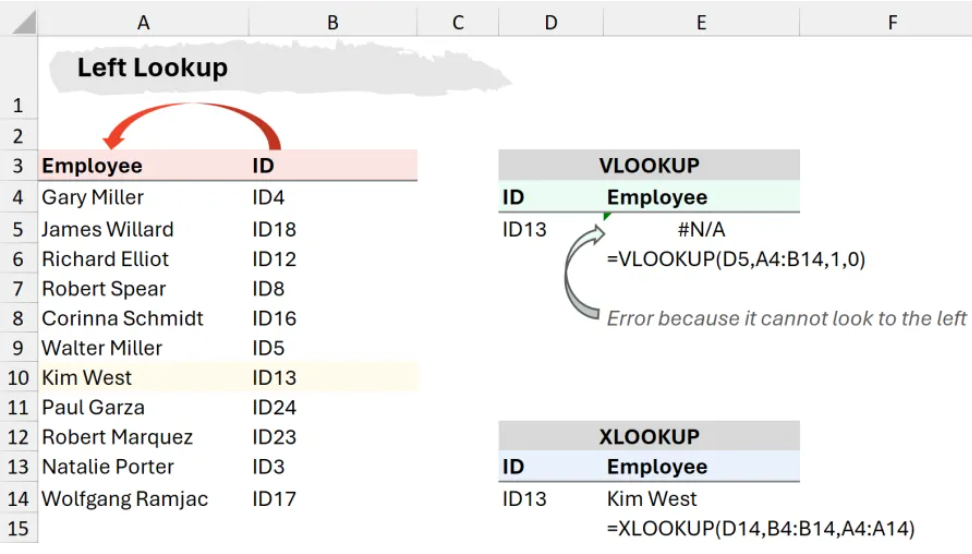 A B C D E F
Left Lookup
1
2
3 Employee ID VLOOKUP
4 Gary Miller ID4 ID Employee
5 James Willard ID18 ID13 #N/A
6 Richard Elliot ID12 =VLOOKUP(D5,A4:B14,1,0)
7 Robert Spear ID8
8 Corinna Schmidt ID16 Error because it cannot look to the left
9 Walter Miller ID5
10 Kim West ID13
11 Paul Garza ID24
12 Robert Marquez ID23 XLOOKUP
13 Natalie Porter ID3 ID Employee
14 Wolfgang Ramjac ID17 ID13 Kim West
15 =XLOOKUP(D14,B4:B14,A4:A14)